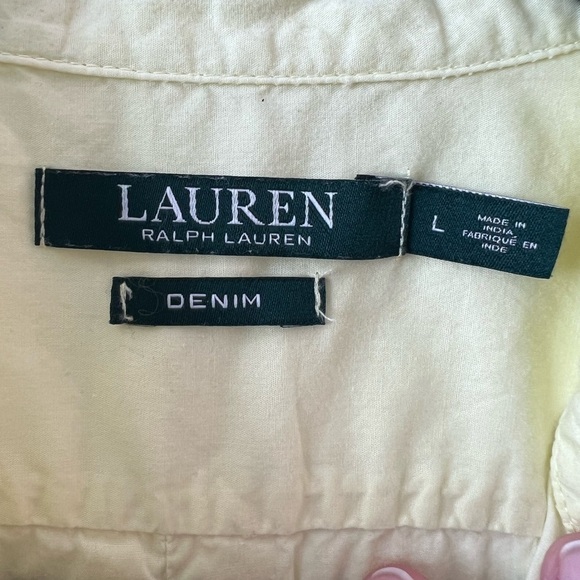 LAUREN
RALPH LAUREN
L
MADE IN
INDIA
FABRIQUÉ EN
INDE
DENIM